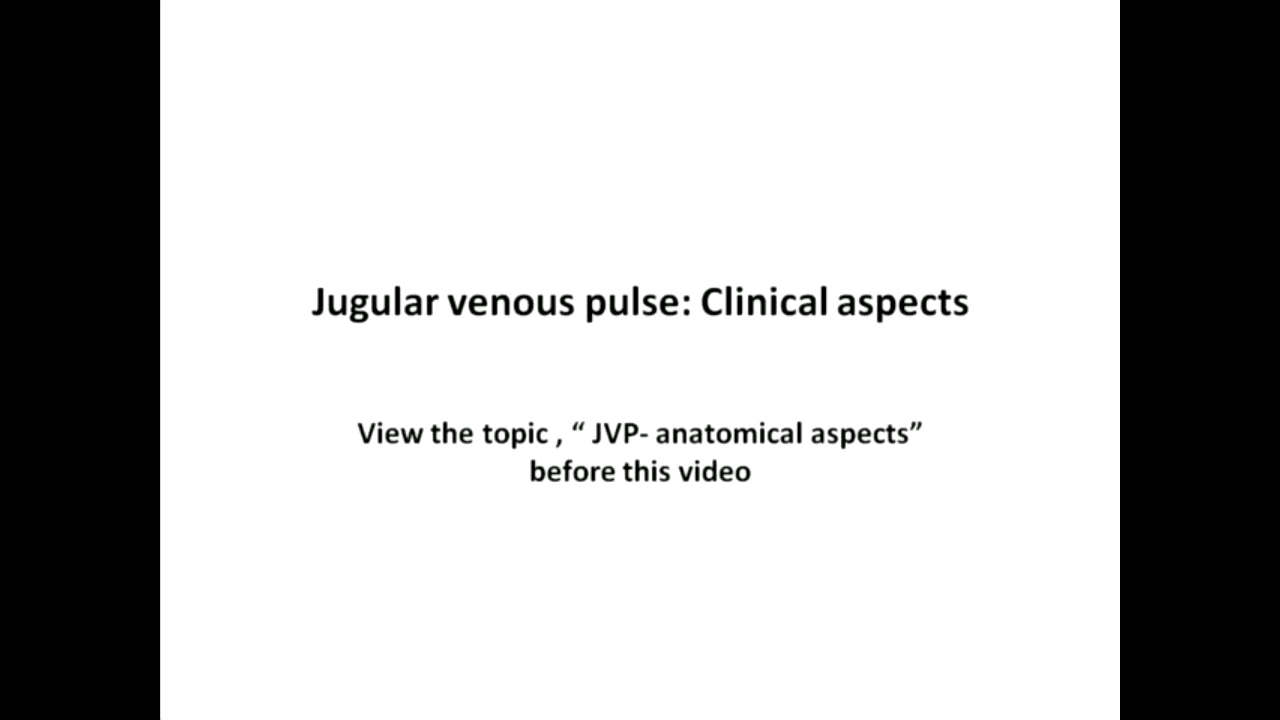 Jugular venous pulse: Clinical aspects
View the topic , “ JVP- anatomical aspects”
before this video